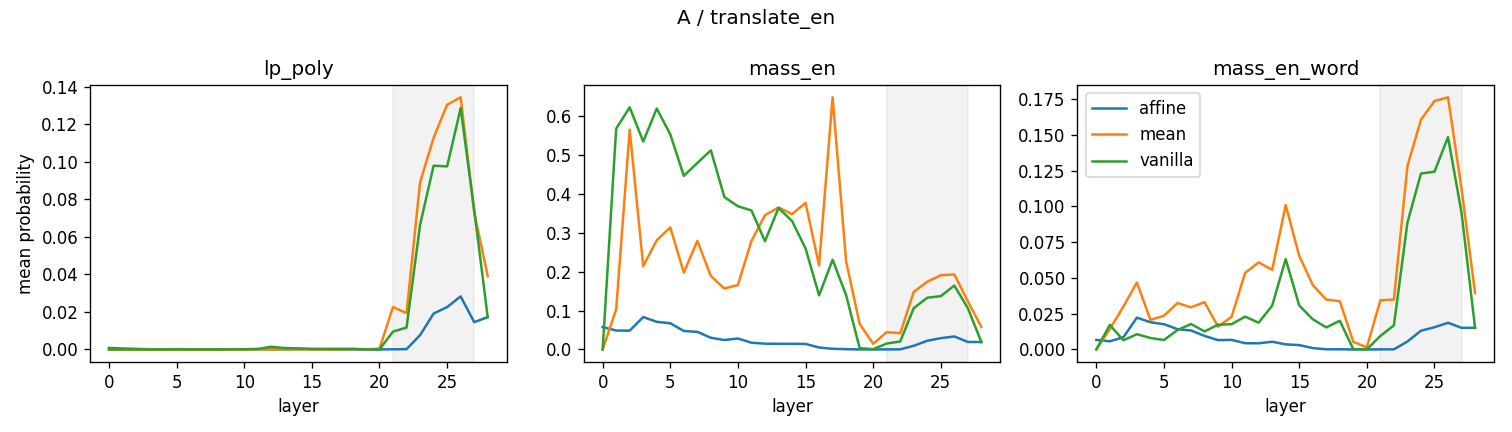 A / translate_en
lp_poly
mean probability
0.14
0.12
0.10
0.08
0.06
0.04
0.02
0.00
0 5 10 15 20 25
layer
mass_en
0.6
0.5
0.4
0.3
0.2
0.1
0.0
0 5 10 15 20 25
layer
mass_en_word
0.175
0.150
0.125
0.100
0.075
0.050
0.025
0.000
affine
mean
vanilla
0 5 10 15 20 25
layer